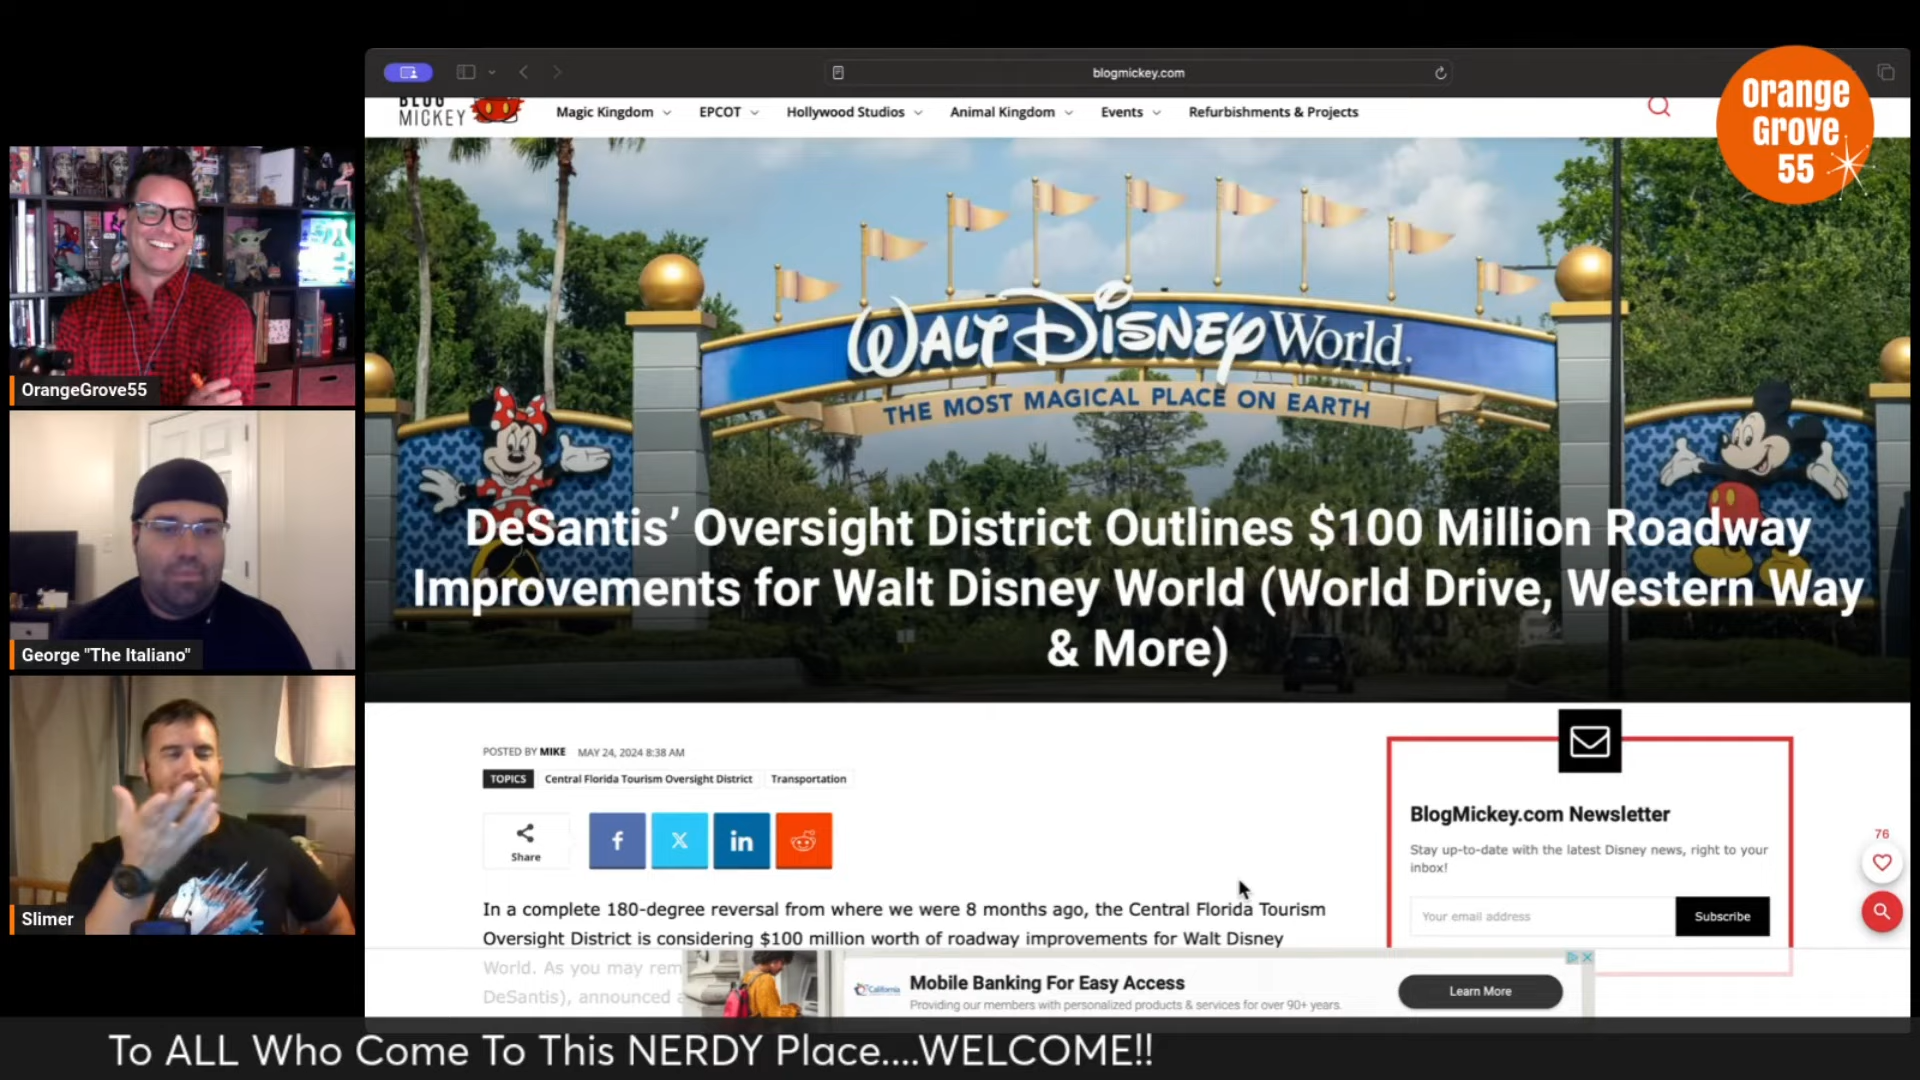 blogmickey.com
Orange
Grove
55
BLOG
MICKEY
Magic Kingdom
EPCOT
Hollywood Studios
Animal Kingdom
Events
Refurbishments & Projects
WALT DISNEY World.
THE MOST MAGICAL PLACE ON EARTH
DeSantis’ Oversight District Outlines $100 Million Roadway
Improvements for Walt Disney World (World Drive, Western Way
& More)
OrangeGrove55
George "The Italiano"
Slimer
POSTED BY MIKE MAY 24, 2024 8:38 AM
TOPICS Central Florida Tourism Oversight District Transportation
Share
In a complete 180-degree reversal from where we were 8 months ago, the Central Florida Tourism
Oversight District is considering $100 million worth of roadway improvements for Walt Disney
World. As you may rem
DeSantis), announced a
BlogMickey.com Newsletter
Stay up-to-date with the latest Disney news, right to your
inbox!
Your email address
Subscribe
76
California
Mobile Banking For Easy Access
Providing our members with personalized products & services for over 90+ years.
Learn More
To ALL Who Come To This NERDY Place....WELCOME!!